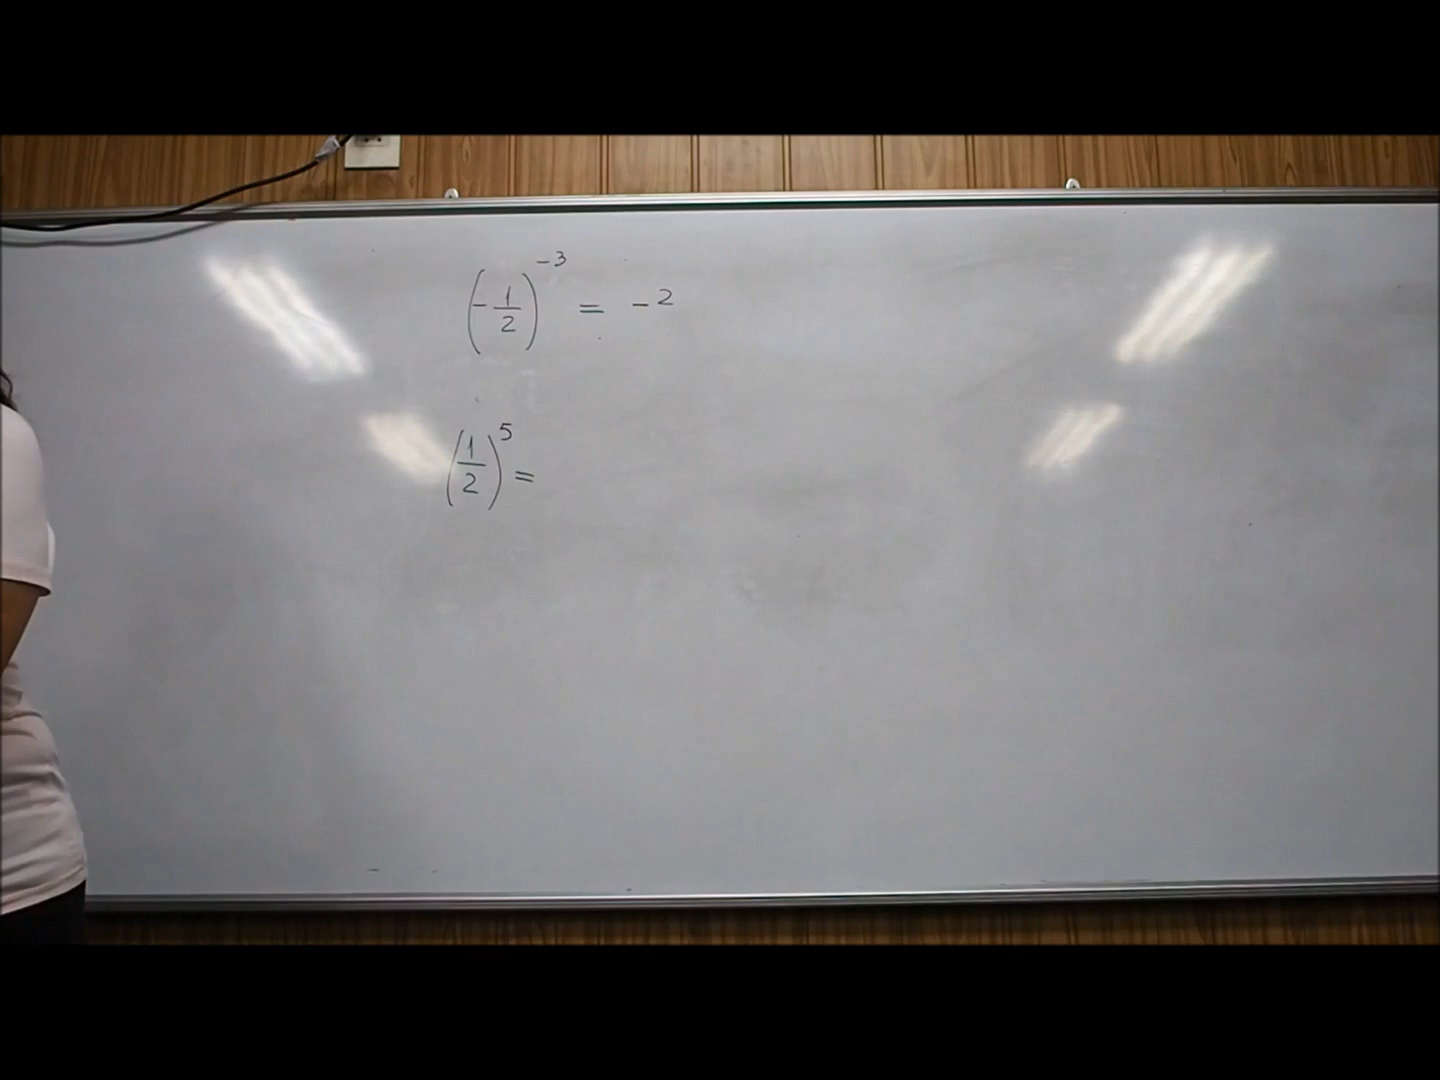 (-1/2)^-3 = -2
(1/2)^5 =